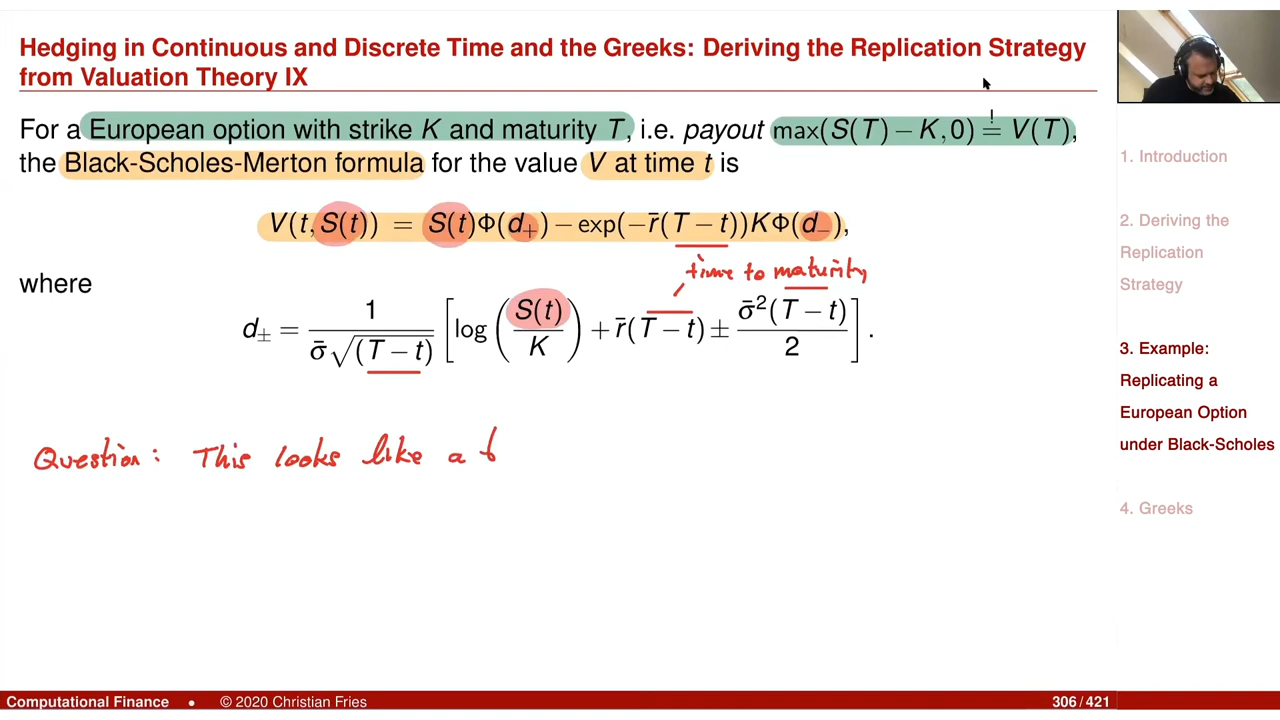 Hedging in Continuous and Discrete Time and the Greeks: Deriving the Replication Strategy
from Valuation Theory IX
For a European option with strike K and maturity T, i.e. payout max(S(T) − K, 0) =! V(T),
the Black-Scholes-Merton formula for the value V at time t is
V(t, S(t)) = S(t)Φ(d+) − exp(−r̄(T − t))KΦ(d−),
time to maturity
where
d± = 1/(σ̄√(T − t)) [log(S(t)/K) + r̄(T − t) ± σ̄²(T − t)/2].
Question: This looks like a
1. Introduction
2. Deriving the
Replication
Strategy
3. Example:
Replicating a
European Option
under Black-Scholes
4. Greeks
Computational Finance • © 2020 Christian Fries 306/421